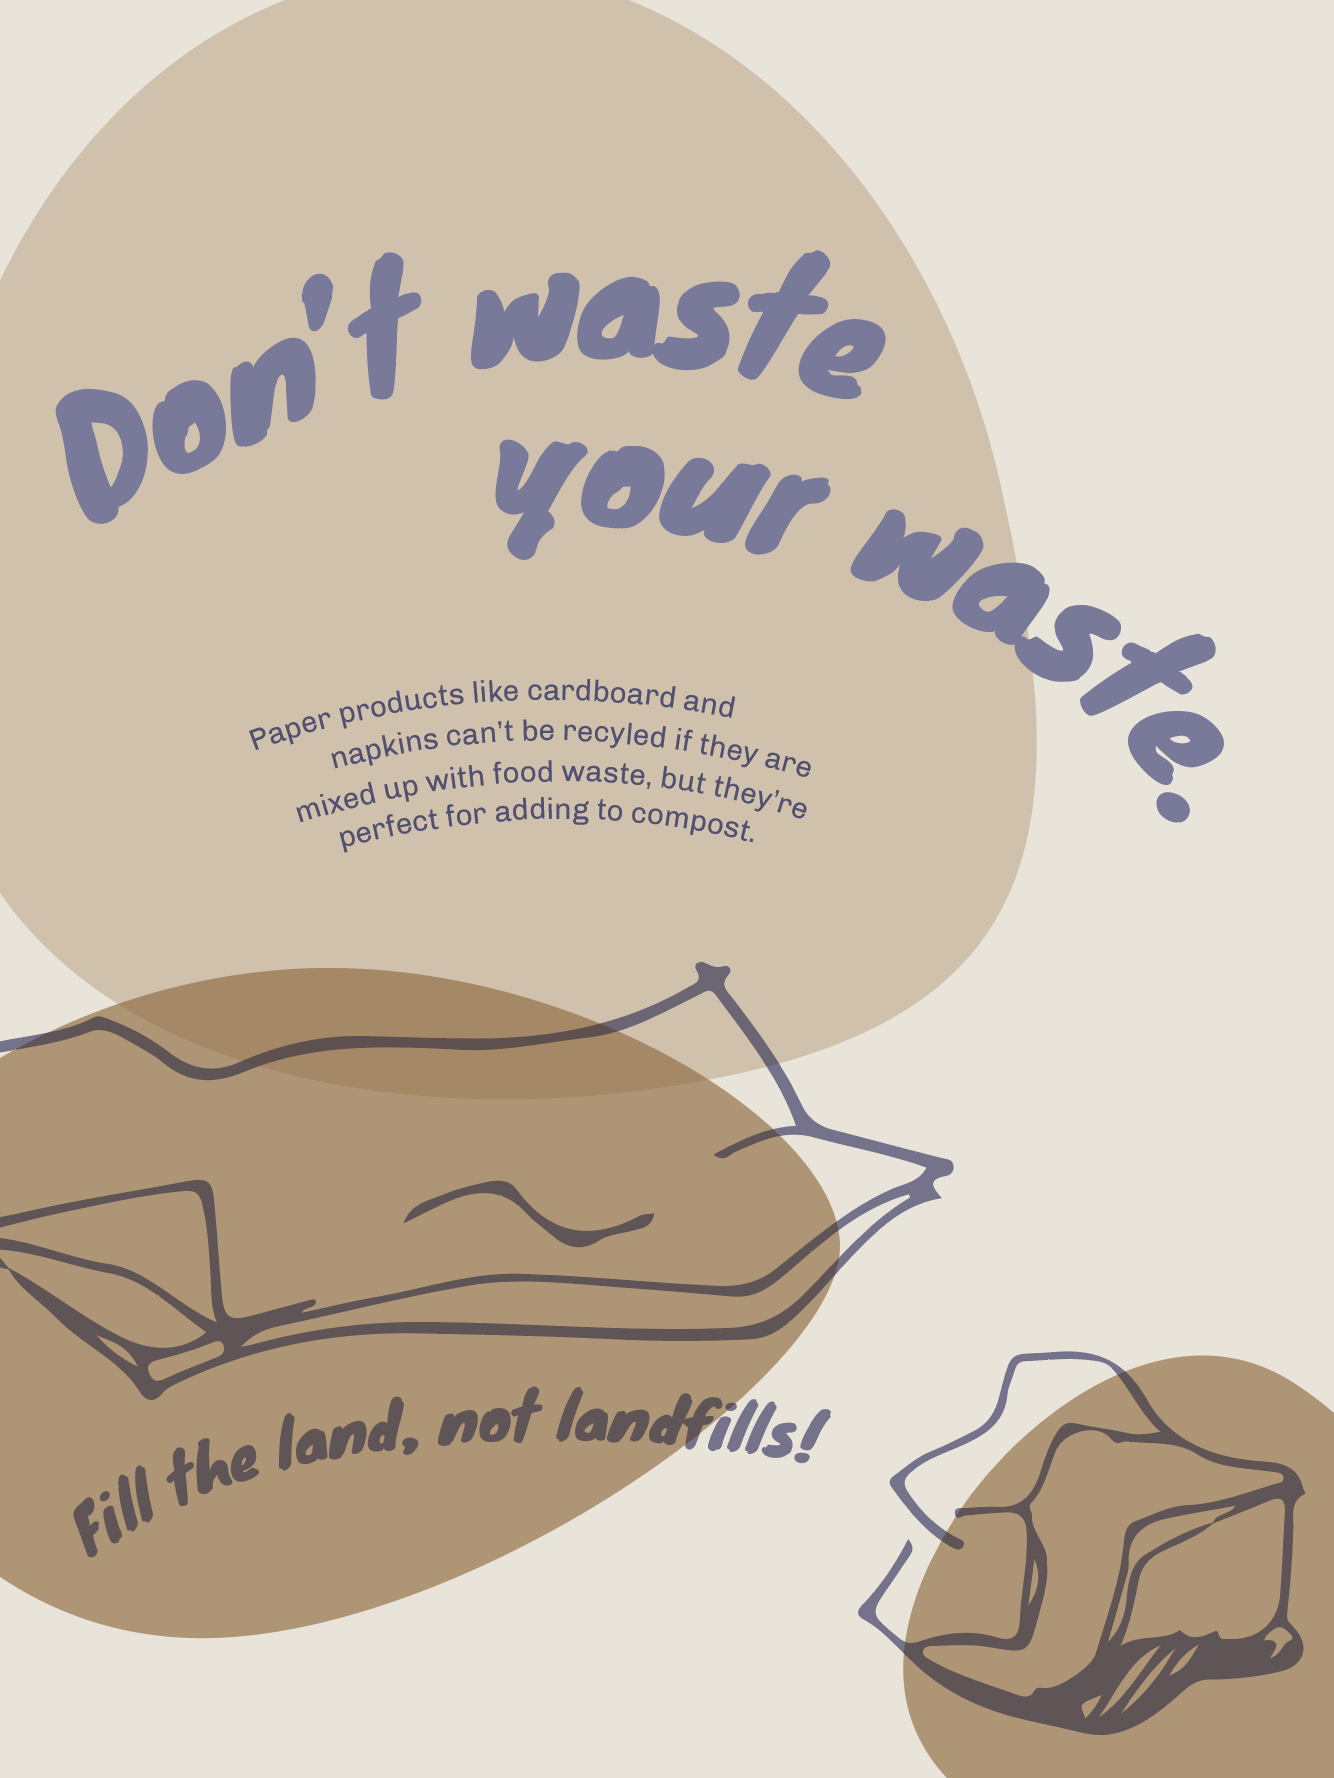 Don't waste
your waste.
Paper products like cardboard and
napkins can't be recyled if they are
mixed up with food waste, but they’re
perfect for adding to compost.
Fill the land, not landfills!